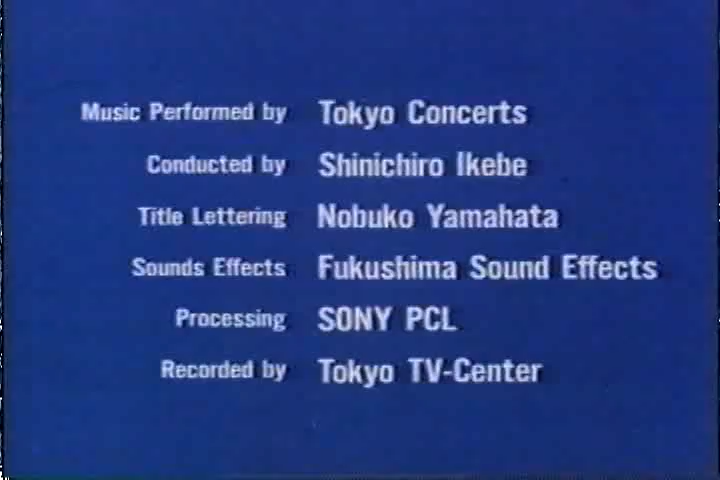 Music Performed by Tokyo Concerts
Conducted by Shinichiro Ikebe
Title Lettering Nobuko Yamahata
Sounds Effects Fukushima Sound Effects
Processing SONY PCL
Recorded by Tokyo TV-Center